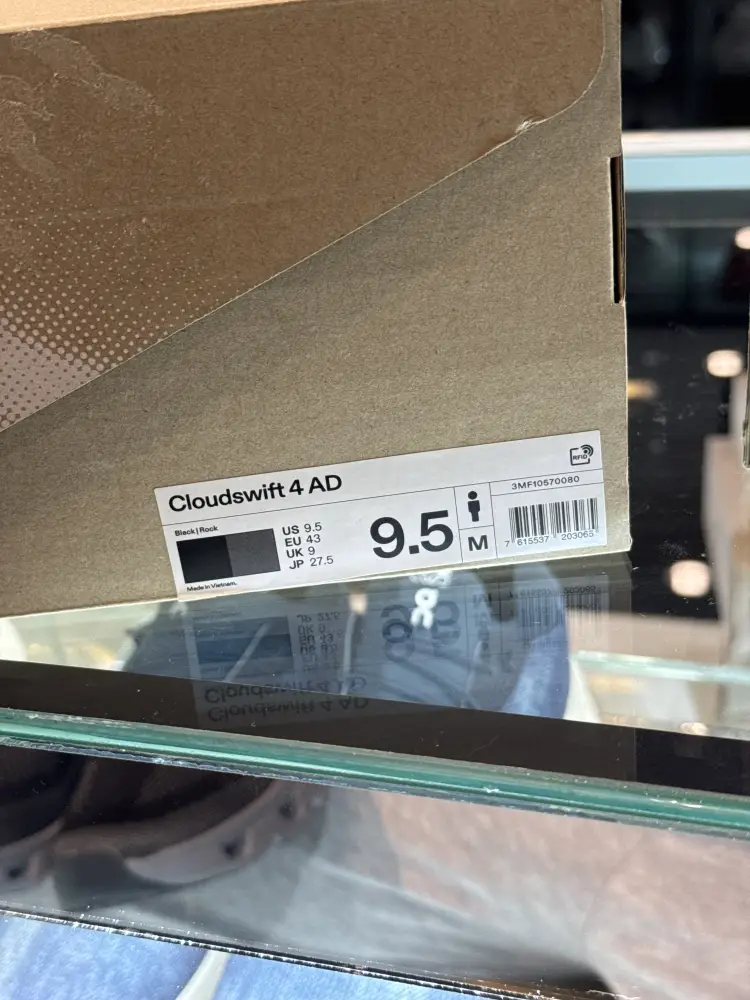 Cloudswift 4 AD
RFID
Black | Rock
US 9.5
EU 43
UK 9
JP 27.5
Made in Vietnam.
9.5
M
3MF10570080
7 615537 203065